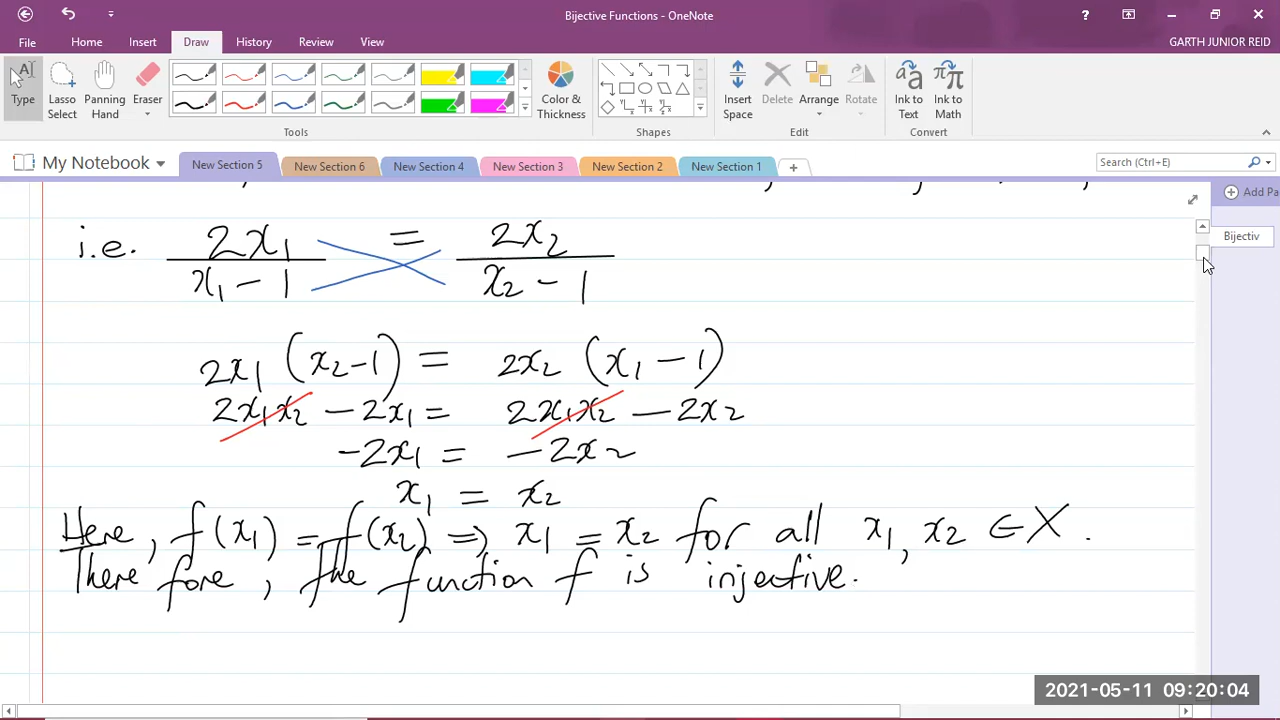 Bijective Functions - OneNote
GARTH JUNIOR REID
File Home Insert Draw History Review View
Type
Lasso Select
Panning Hand
Eraser
Color & Thickness
Insert Space
Delete
Arrange
Rotate
Ink to Text
Ink to Math
Tools
Shapes
Edit
Convert
My Notebook
New Section 5 New Section 6 New Section 4 New Section 3 New Section 2 New Section 1
Search (Ctrl+E)
Add Pa
Bijectiv
i.e. 2x₁/(x₁ − 1) = 2x₂/(x₂ − 1)
2x₁ (x₂−1) = 2x₂ (x₁ − 1)
2x₁x₂ − 2x₁ = 2x₁x₂ − 2x₂
−2x₁ = −2x₂
x₁ = x₂
Here, f(x₁) = f(x₂) ⇒ x₁ = x₂ for all x₁, x₂ ∈ X.
There fore, the function f is injective.
2021-05-11 09:20:04